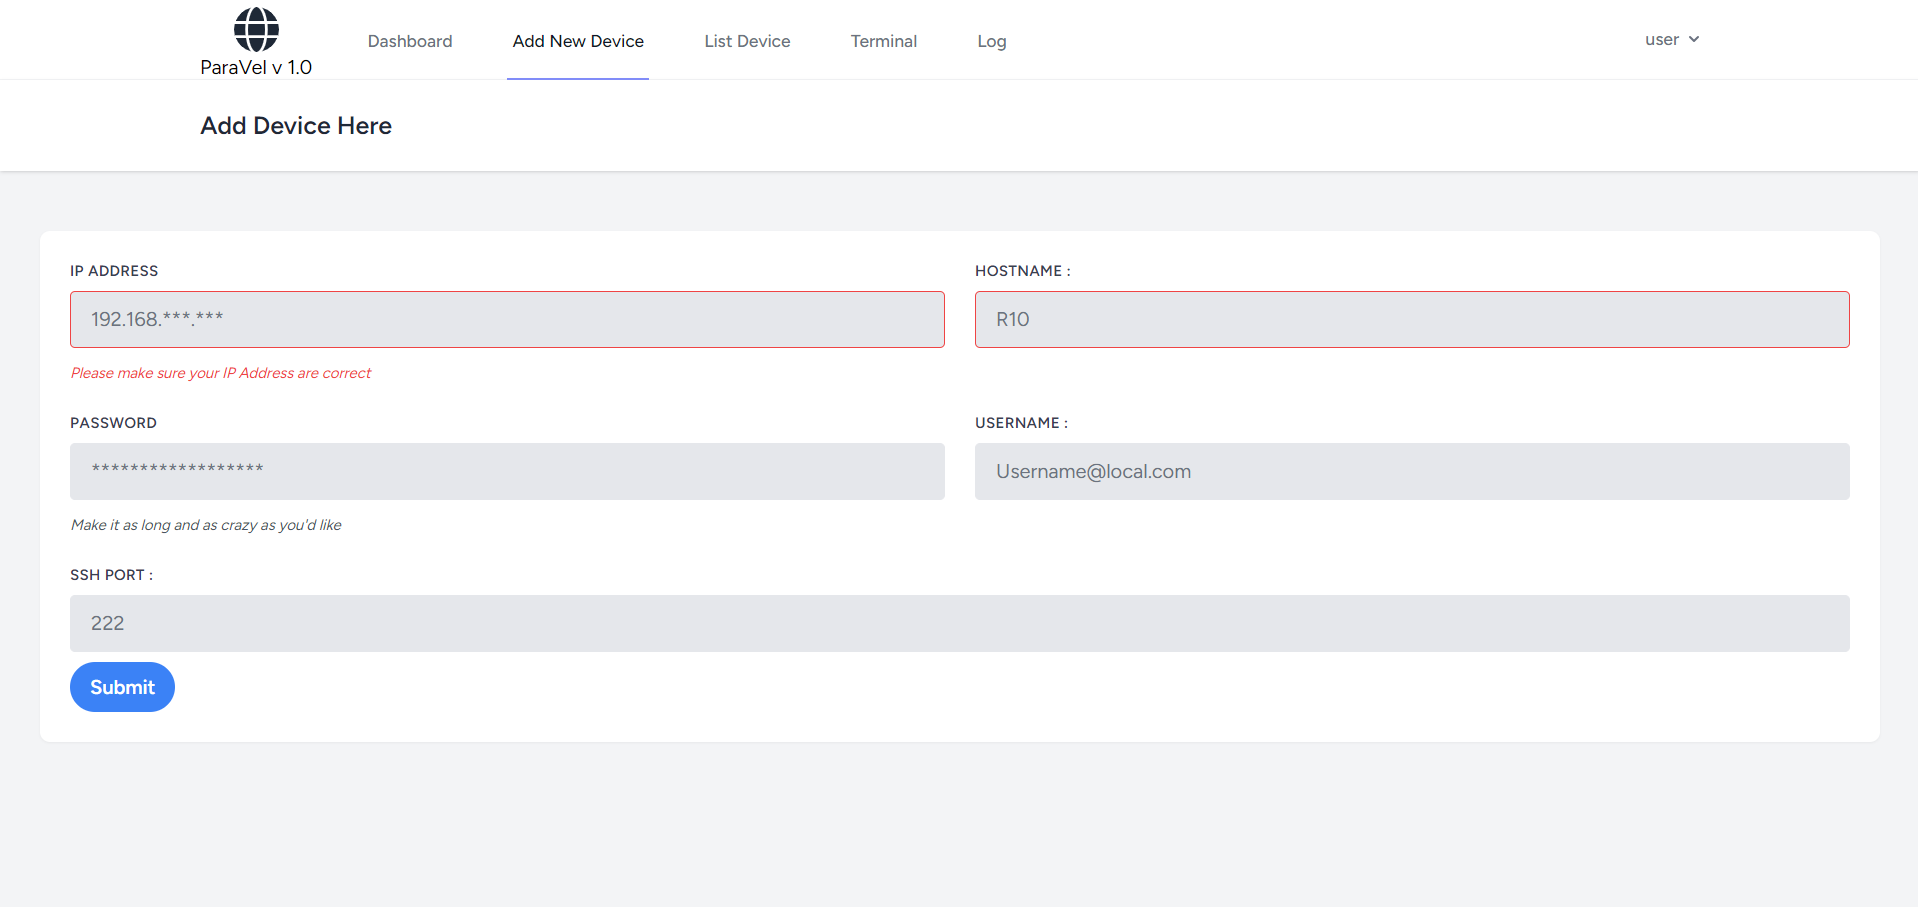 ParaVel v 1.0
Dashboard
Add New Device
List Device
Terminal
Log
user
Add Device Here
IP ADDRESS
192.168.***.***
Please make sure your IP Address are correct
HOSTNAME :
R10
PASSWORD
******************
Make it as long and as crazy as you'd like
USERNAME :
Username@local.com
SSH PORT :
222
Submit